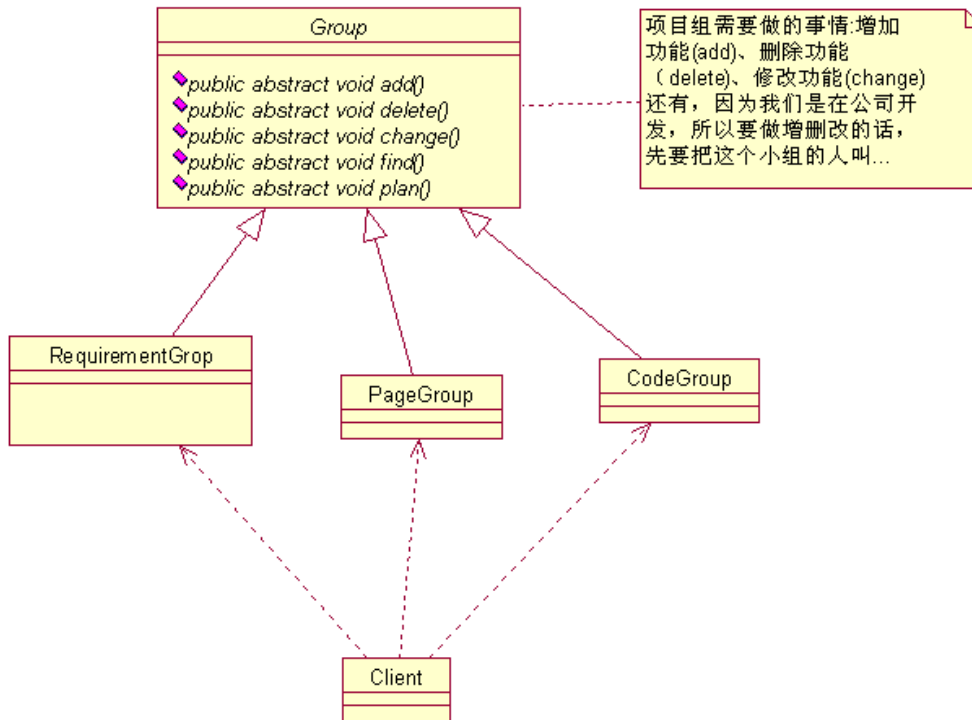 Group
public abstract void add()
public abstract void delete()
public abstract void change()
public abstract void find()
public abstract void plan()
项目组需要做的事情:增加
功能(add)、删除功能
（delete)、修改功能(change)
还有，因为我们是在公司开
发，所以要做增删改的话，
先要把这个小组的人叫...
RequirementGrop
PageGroup
CodeGroup
Client